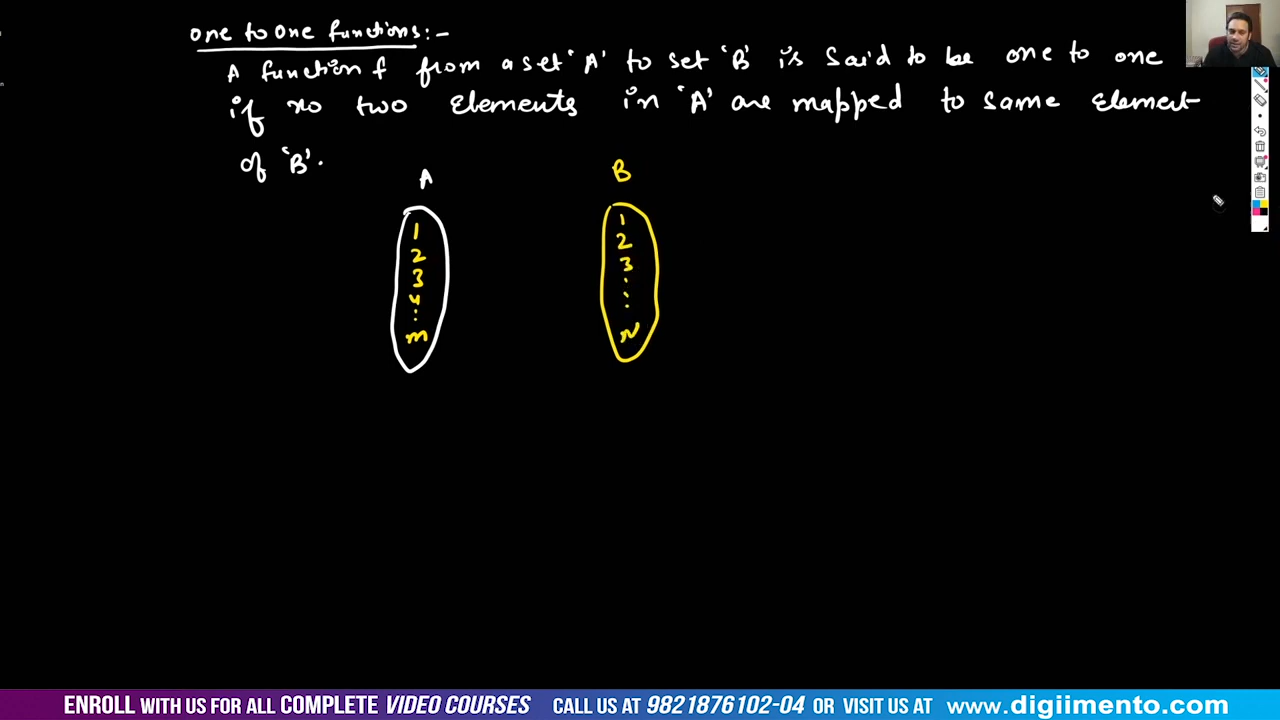 one to one functions:-
A function f from a set 'A' to set 'B' is said to be one to one
if no two Elements in 'A' are mapped to same Element
of 'B'.
A B
1 1
2 2
3 3
4 .
: :
m N
ENROLL WITH US FOR ALL COMPLETE VIDEO COURSES CALL US AT 9821876102-04 OR VISIT US AT www.digiimento.com